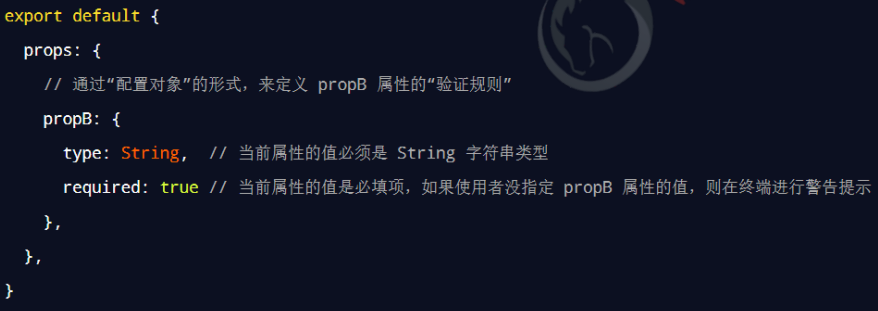 export default {
  props: {
    // 通过“配置对象”的形式，来定义 propB 属性的“验证规则”
    propB: {
      type: String,  // 当前属性的值必须是 String 字符串类型
      required: true // 当前属性的值是必填项，如果使用者没指定 propB 属性的值，则在终端进行警告提示
    },
  },
}